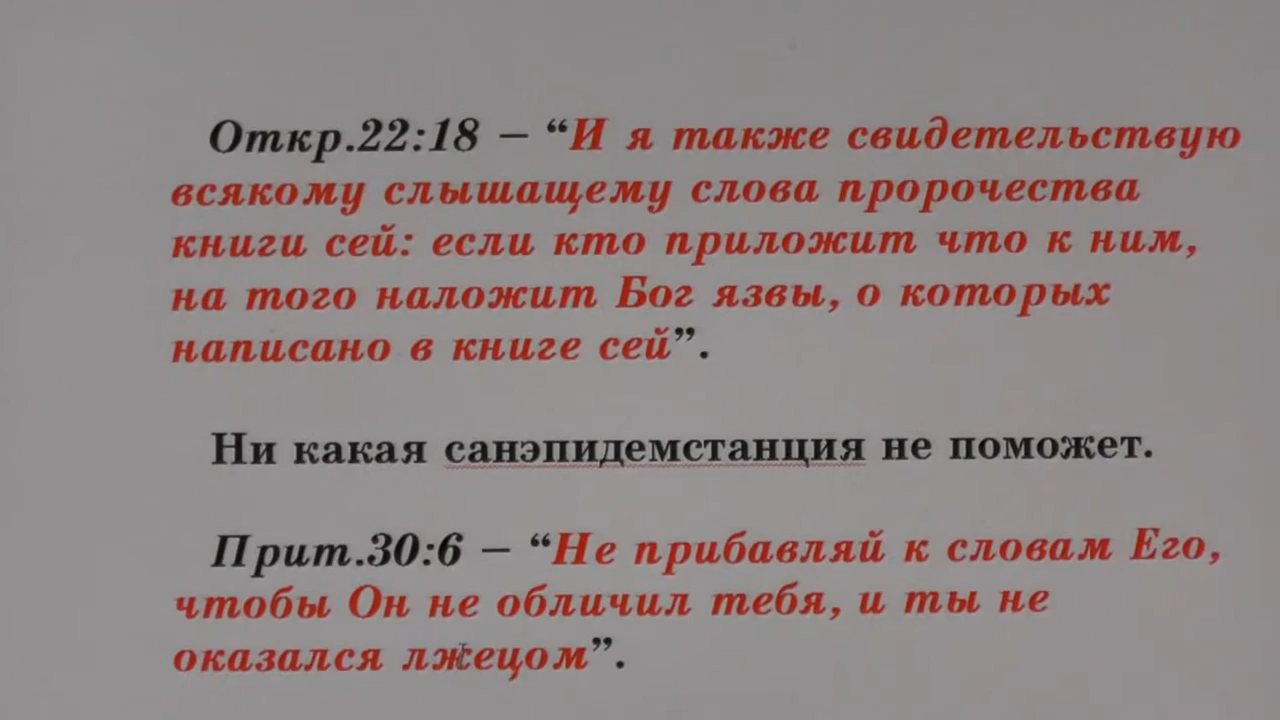 Откр.22:18 – “И я также свидетельствую
всякому слышащему слова пророчества
книги сей: если кто приложит что к ним,
на того наложит Бог язвы, о которых
написано в книге сей”.
Ни какая санэпидемстанция не поможет.
Прит.30:6 – “Не прибавляй к словам Его,
чтобы Он не обличил тебя, и ты не
оказался лжецом”.